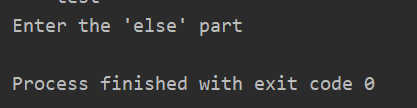 Enter the 'else' part
Process finished with exit code 0